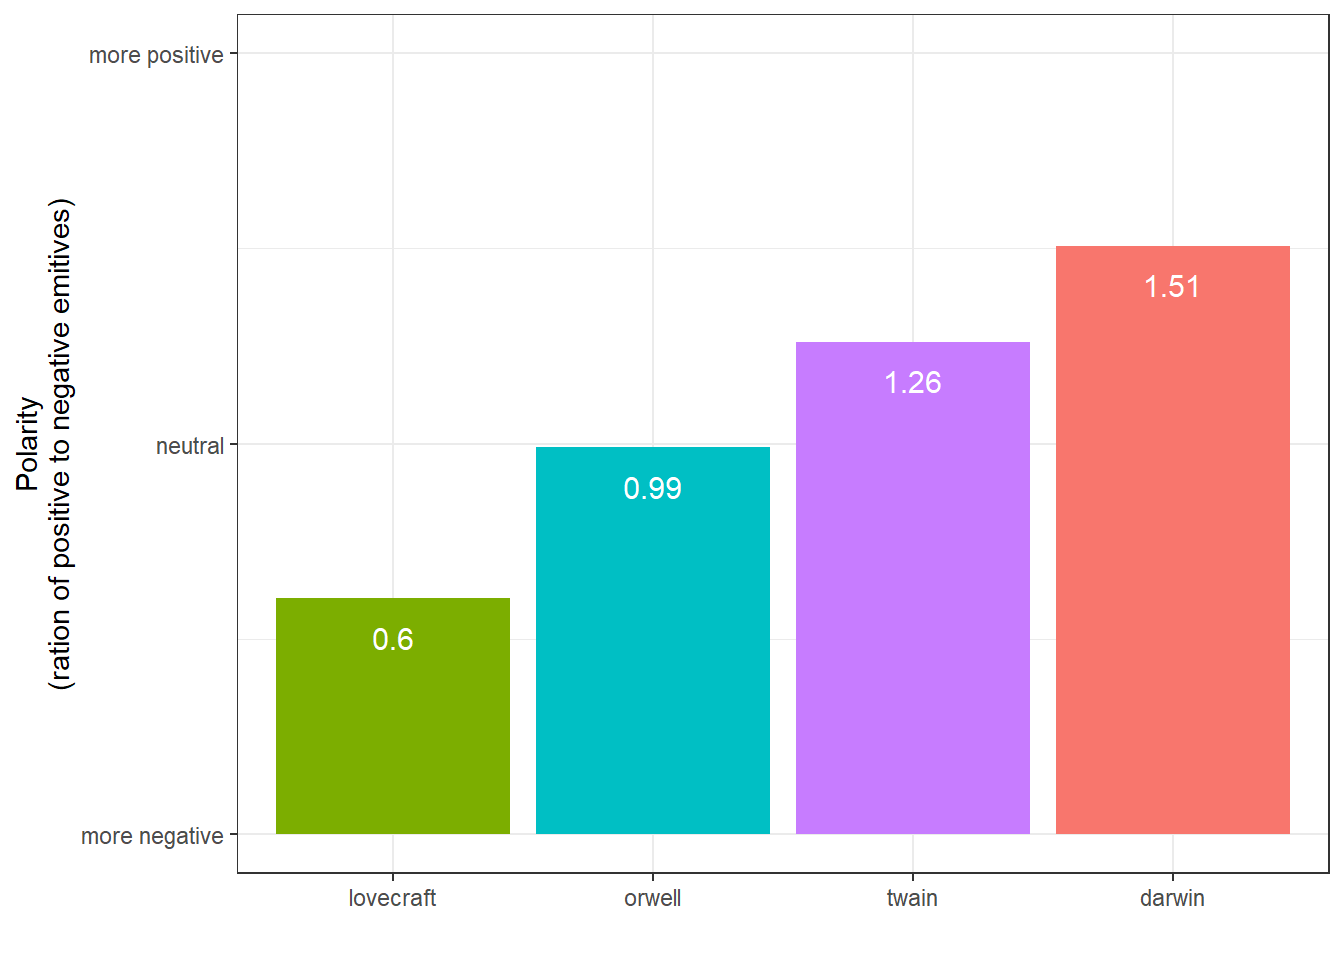 Polarity
(ration of positive to negative emitives)
more positive
neutral
more negative
0.6
0.99
1.26
1.51
lovecraft
orwell
twain
darwin